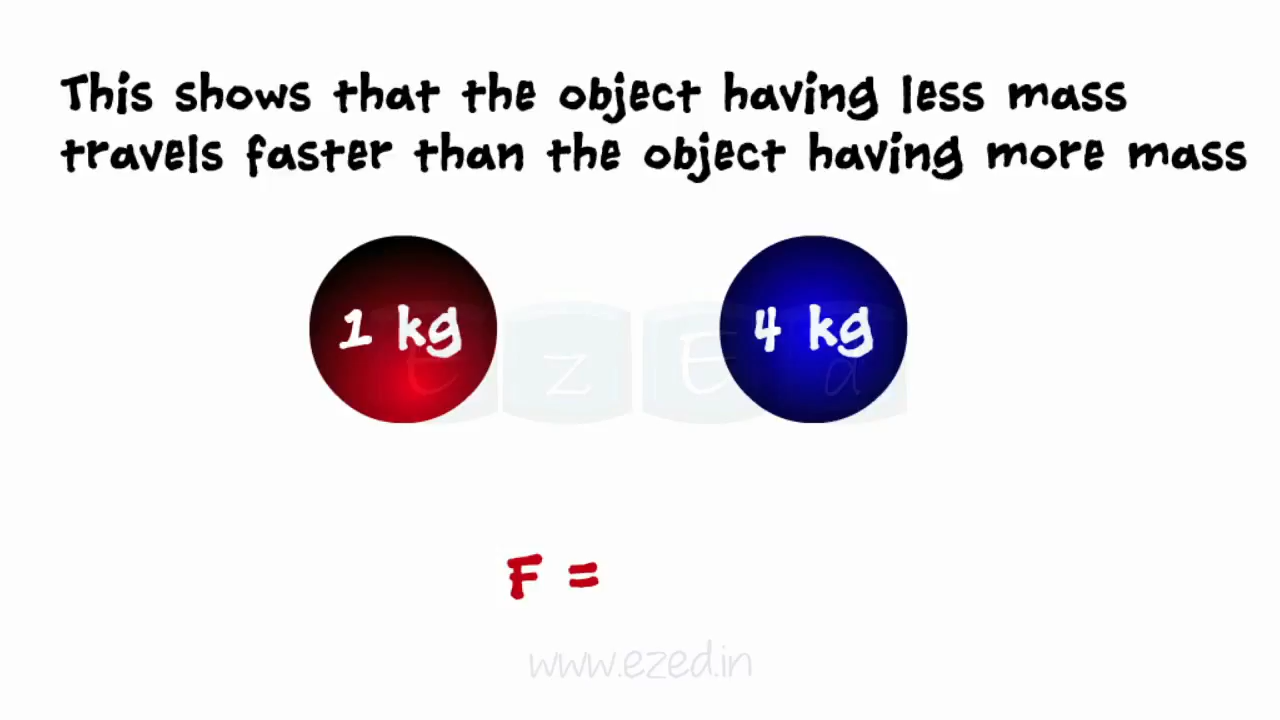 This shows that the object having less mass
travels faster than the object having more mass
1 kg
4 kg
E z E d
F =
www.ezed.in